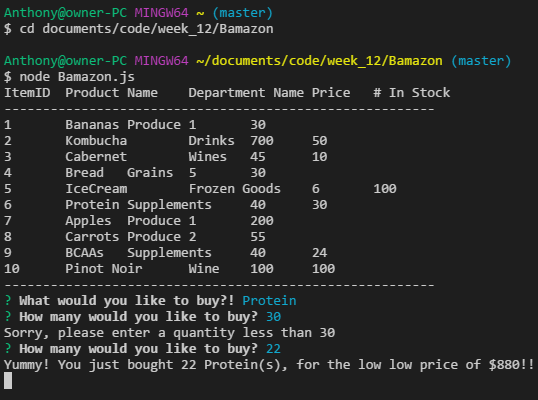 Anthony@owner-PC MINGW64 ~ (master)
$ cd documents/code/week_12/Bamazon
Anthony@owner-PC MINGW64 ~/documents/code/week_12/Bamazon (master)
$ node Bamazon.js
ItemID  Product Name    Department Name Price   # In Stock
--------------------------------------------------------
1       Bananas Produce 1       30
2       Kombucha        Drinks  700     50
3       Cabernet        Wines   45      10
4       Bread   Grains  5       30
5       IceCream        Frozen Goods    6       100
6       Protein Supplements     40      30
7       Apples  Produce 1       200
8       Carrots Produce 2       55
9       BCAAs   Supplements     40      24
10      Pinot Noir      Wine    100     100
--------------------------------------------------------
? What would you like to buy?! Protein
? How many would you like to buy? 30
Sorry, please enter a quantity less than 30
? How many would you like to buy? 22
Yummy! You just bought 22 Protein(s), for the low low price of $880!!